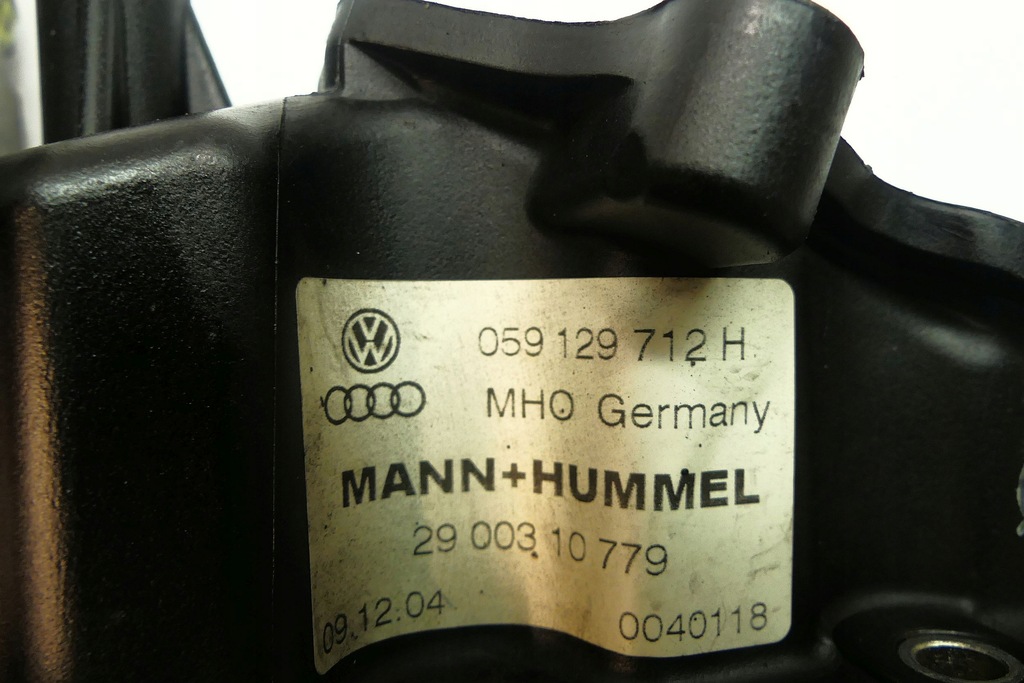 059 129 712 H
MHO Germany
MANN+HUMMEL
29 003 10 779
09.12.04 0040118